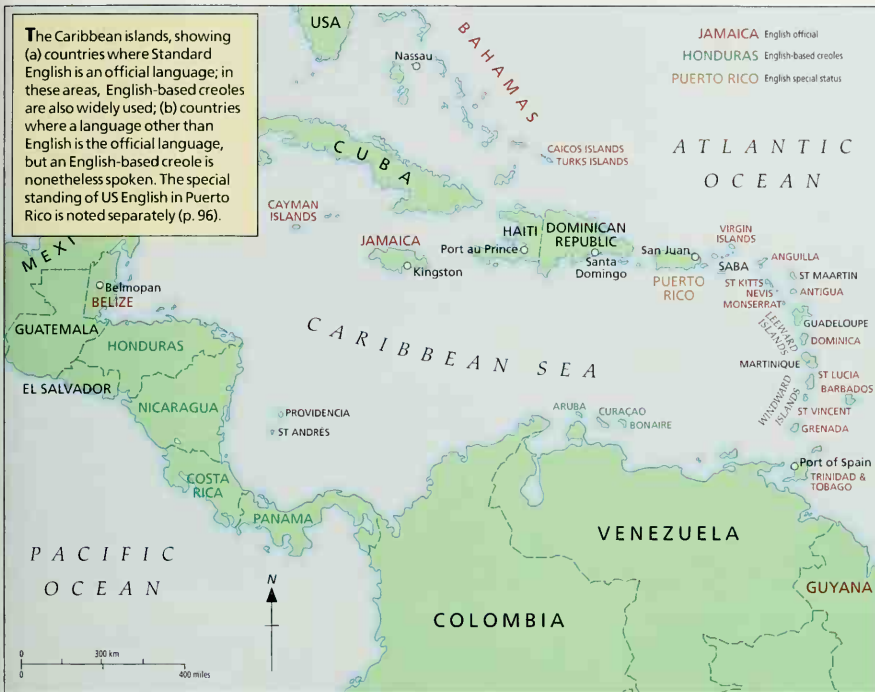 The Caribbean islands, showing
(a) countries where Standard
English is an official language; in
these areas, English-based creoles
are also widely used; (b) countries
where a language other than
English is the official language,
but an English-based creole is
nonetheless spoken. The special
standing of US English in Puerto
Rico is noted separately (p. 96).
USA
BAHAMAS
Nassau
JAMAICA English official
HONDURAS English-based creoles
PUERTO RICO English special status
ATLANTIC
OCEAN
CUBA
CAICOS ISLANDS
TURKS ISLANDS
CAYMAN
ISLANDS
JAMAICA
Kingston
HAITI
Port au Prince
DOMINICAN
REPUBLIC
Santa
Domingo
San Juan
PUERTO
RICO
VIRGIN
ISLANDS
SABA
ANGUILLA
ST MAARTIN
ST KITTS
NEVIS
ANTIGUA
MONSERRAT
LEEWARD
ISLANDS
GUADELOUPE
DOMINICA
MARTINIQUE
WINDWARD
ISLANDS
ST LUCIA
BARBADOS
ST VINCENT
GRENADA
MEXI
Belmopan
BELIZE
GUATEMALA
HONDURAS
EL SALVADOR
NICARAGUA
CARIBBEAN SEA
PROVIDENCIA
ST ANDRÉS
ARUBA
CURAÇAO
BONAIRE
Port of Spain
TRINIDAD &
TOBAGO
COSTA
RICA
PANAMA
VENEZUELA
GUYANA
COLOMBIA
PACIFIC
OCEAN
N
0 300 km
0 400 miles